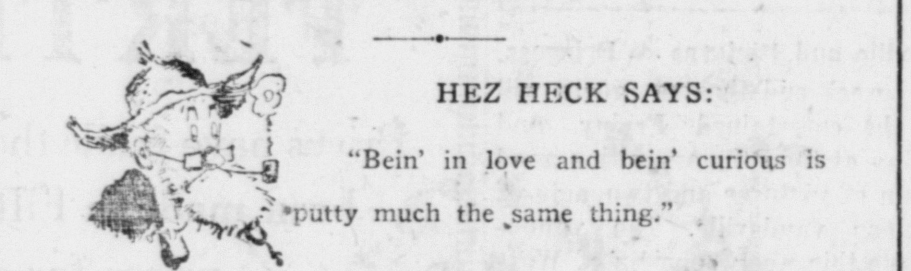 HEZ HECK SAYS:
"Bein' in love and bein' curious is
putty much the same thing."